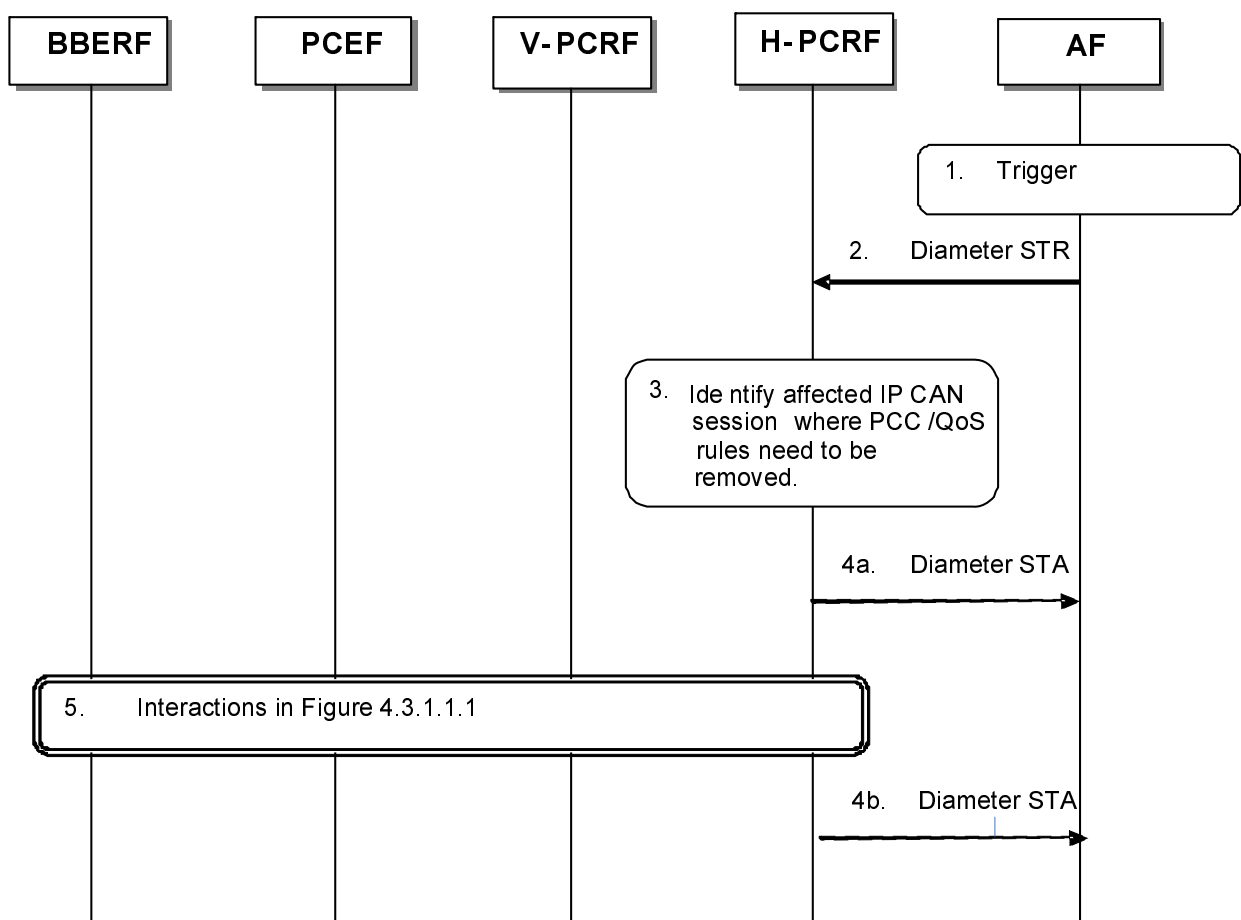 BBERF
PCEF
V-PCRF
H-PCRF
AF
1. Trigger
2. Diameter STR
3. Ide ntify affected IP CAN
session where PCC /QoS
rules need to be
removed.
4a. Diameter STA
5. Interactions in Figure 4.3.1.1.1
4b. Diameter STA